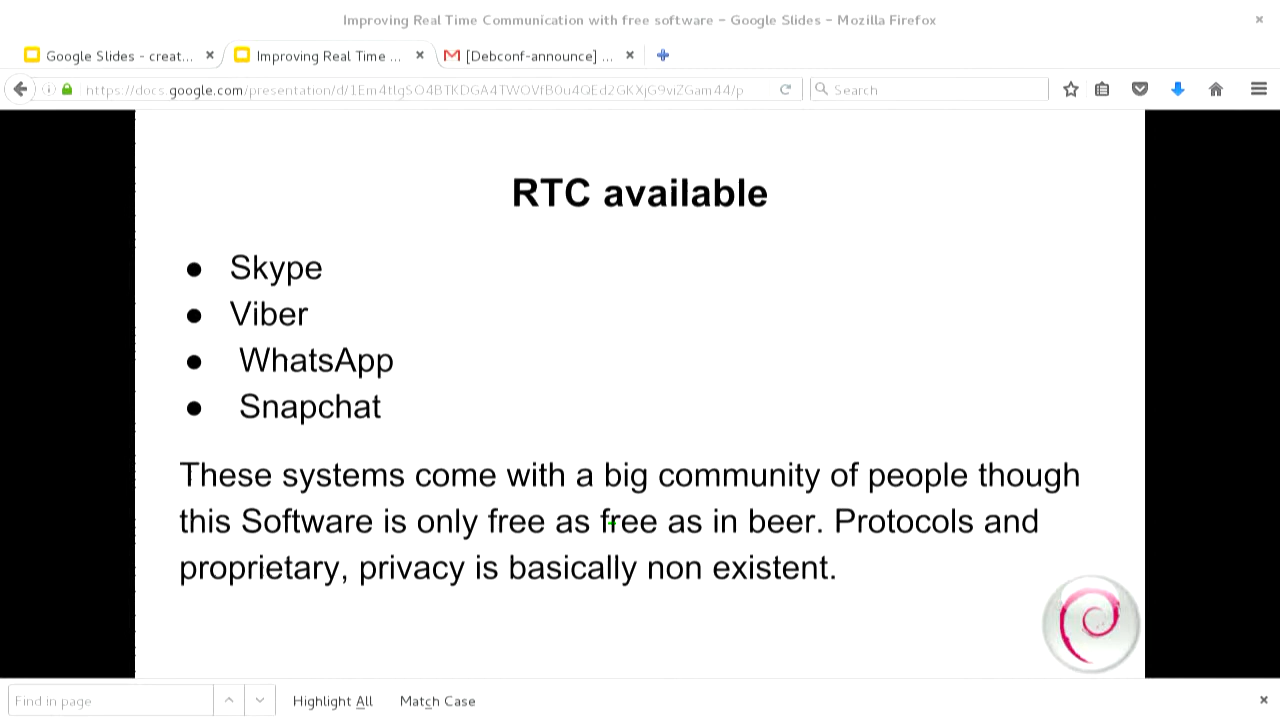 Improving Real Time Communication with free software - Google Slides - Mozilla Firefox
Google Slides - creat...
Improving Real Time ...
[Debconf-announce] ...
Search
RTC available
● Skype
● Viber
● WhatsApp
● Snapchat
These systems come with a big community of people though
this Software is only free as free as in beer. Protocols and
proprietary, privacy is basically non existent.
Find in page
Highlight All
Match Case